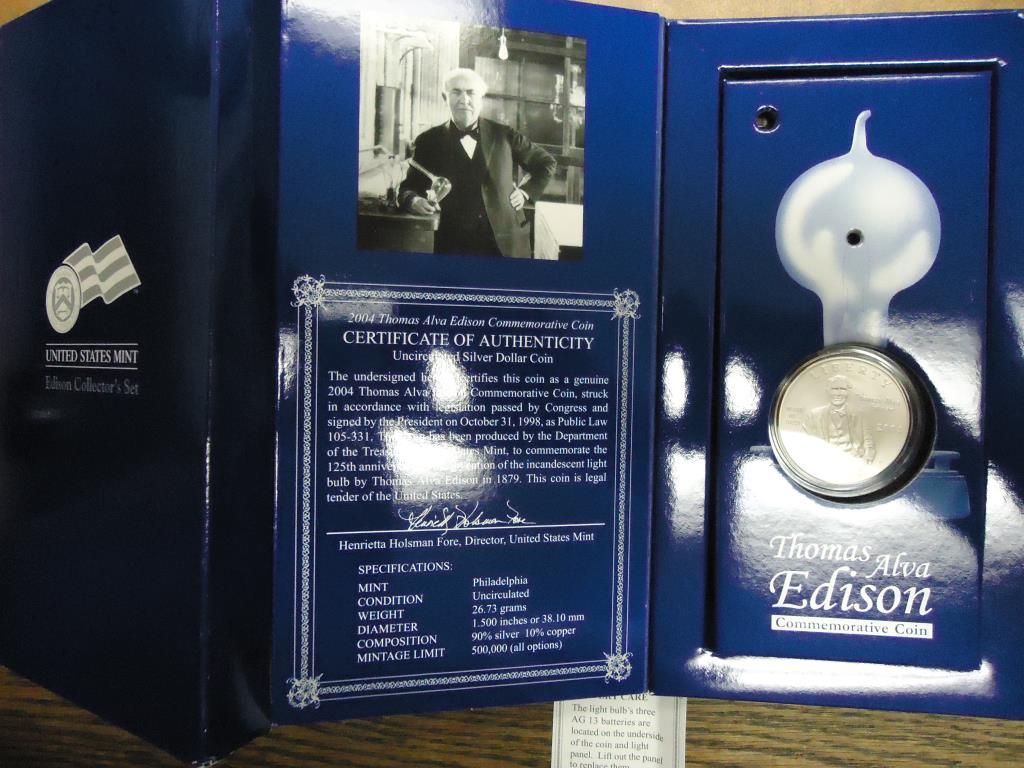 UNITED STATES MINT
Edison Collector's Set
2004 Thomas Alva Edison Commemorative Coin
CERTIFICATE OF AUTHENTICITY
Uncirculated Silver Dollar Coin
The undersigned certifies this coin as a genuine
2004 Thomas Alva Commemorative Coin, struck
in accordance with legislation passed by Congress and
signed by the President on October 31, 1998, as Public Law
105-331. has been produced by the Department
of the Mint, to commemorate the
125th of the incandescent light
bulb by Thomas Alva Edison in 1879. This coin is legal
tender of the United States.
Henrietta Holsman Fore, Director, United States Mint
SPECIFICATIONS:
MINT Philadelphia
CONDITION Uncirculated
WEIGHT 26.73 grams
DIAMETER 1.500 inches or 38.10 mm
COMPOSITION 90% silver 10% copper
MINTAGE LIMIT 500,000 (all options)
LIBERTY
2004
Thomas Alva
Edison
Commemorative Coin
CARE
The light bulb's three
AG 13 batteries are
located on the underside
of the coin and light
panel. Lift out the panel
to replace them.